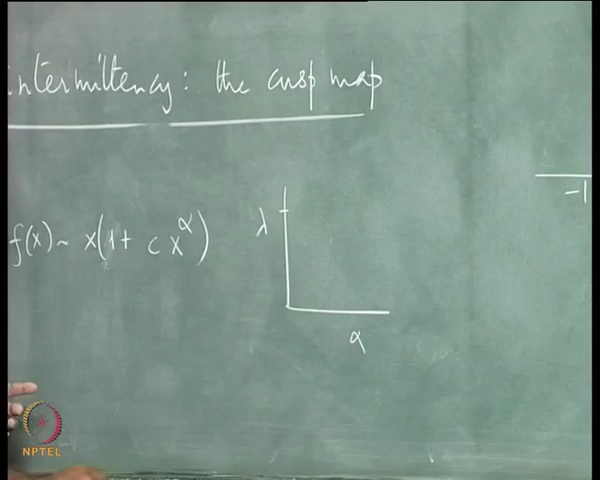 intermittency: the cusp map
f(x) ~ x(1 + c x^α)
λ
α
-1
NPTEL